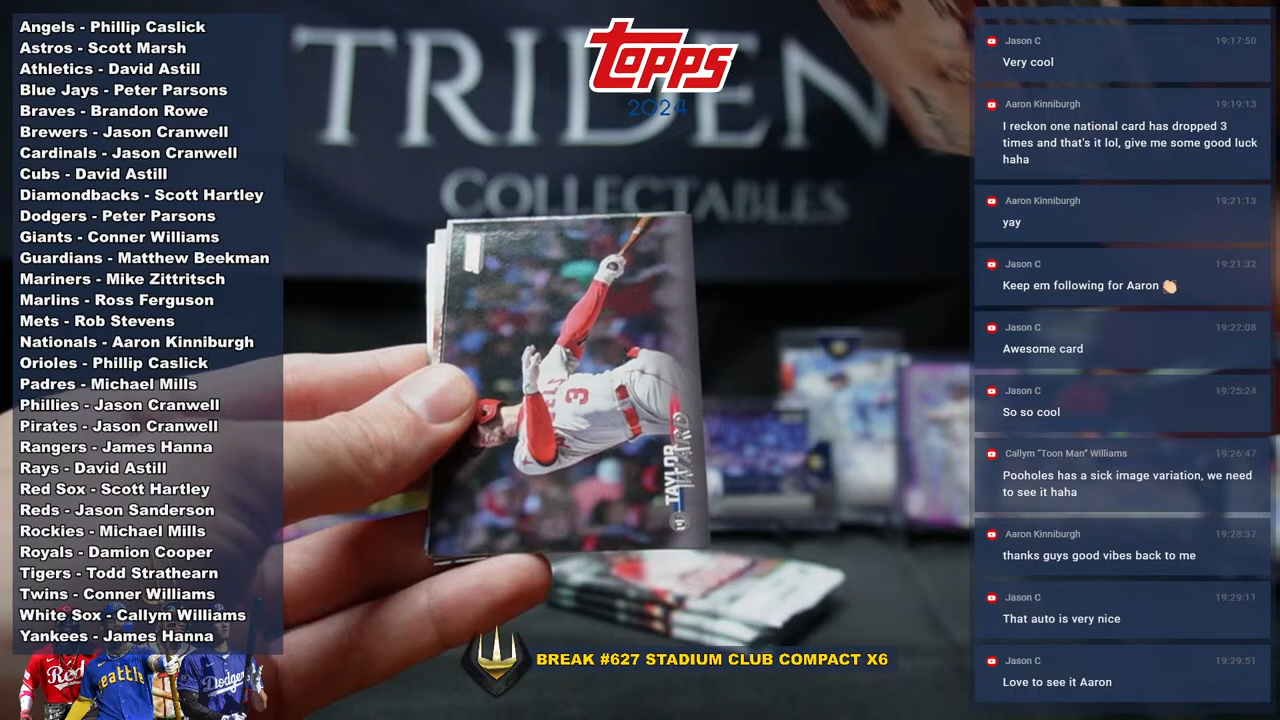 Angels - Phillip Caslick
Astros - Scott Marsh
Athletics - David Astill
Blue Jays - Peter Parsons
Braves - Brandon Rowe
Brewers - Jason Cranwell
Cardinals - Jason Cranwell
Cubs - David Astill
Diamondbacks - Scott Hartley
Dodgers - Peter Parsons
Giants - Conner Williams
Guardians - Matthew Beekman
Mariners - Mike Zittritsch
Marlins - Ross Ferguson
Mets - Rob Stevens
Nationals - Aaron Kinniburgh
Orioles - Phillip Caslick
Padres - Michael Mills
Phillies - Jason Cranwell
Pirates - Jason Cranwell
Rangers - James Hanna
Rays - David Astill
Red Sox - Scott Hartley
Reds - Jason Sanderson
Rockies - Michael Mills
Royals - Damion Cooper
Tigers - Todd Strathearn
Twins - Conner Williams
White Sox - Callym Williams
Yankees - James Hanna
Reds
seattle
Dodgers
TRIDEN
COLLECTABLES
topps
2024
3
TAYLOR
WARD
BREAK #627 STADIUM CLUB COMPACT X6
Jason C 19:17:50
Very cool
Aaron Kinniburgh 19:19:13
I reckon one national card has dropped 3
times and that's it lol, give me some good luck
haha
Aaron Kinniburgh 19:21:13
yay
Jason C 19:21:32
Keep em following for Aaron 👏🏻
Jason C 19:22:08
Awesome card
Jason C 19:25:24
So so cool
Callym "Toon Man" Williams 19:26:47
Pooholes has a sick image variation, we need
to see it haha
Aaron Kinniburgh 19:28:37
thanks guys good vibes back to me
Jason C 19:29:11
That auto is very nice
Jason C 19:29:51
Love to see it Aaron